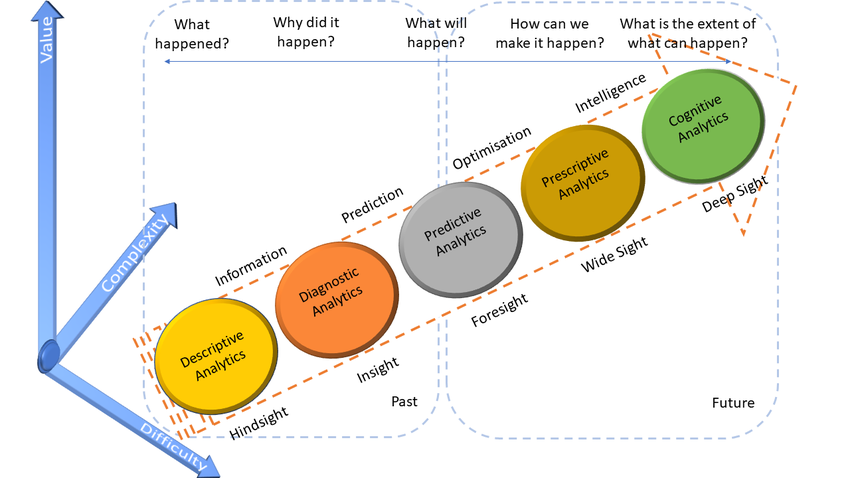 Value
What
happened?
Why did it
happen?
What will
happen?
How can we
make it happen?
What is the extent of
what can happen?
Complexity
Difficulty
Information
Prediction
Optimisation
Intelligence
Descriptive
Analytics
Diagnostic
Analytics
Predictive
Analytics
Prescriptive
Analytics
Cognitive
Analytics
Hindsight
Insight
Foresight
Wide Sight
Deep Sight
Past
Future